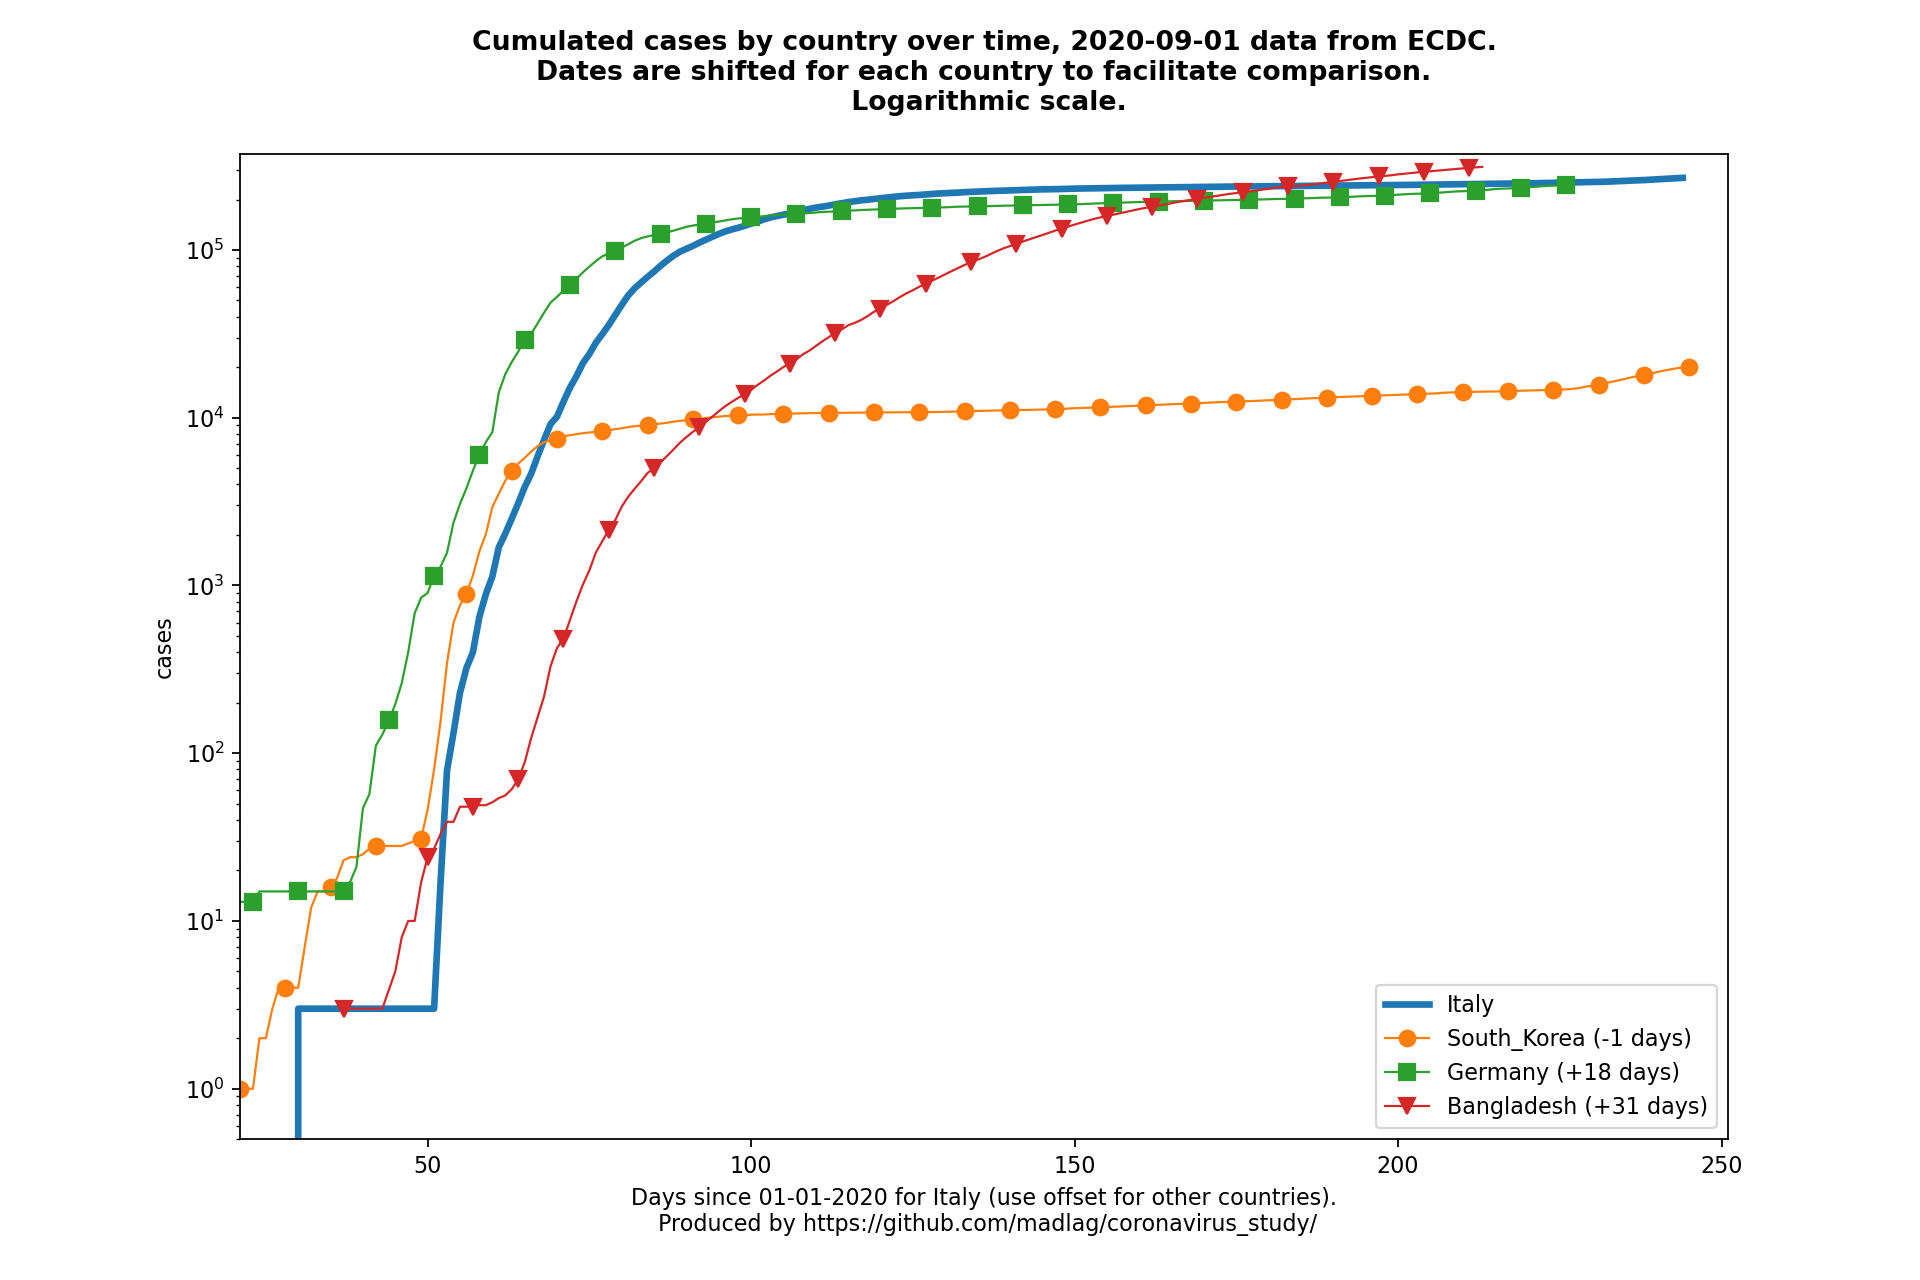 Cumulated cases by country over time, 2020-09-01 data from ECDC.
Dates are shifted for each country to facilitate comparison.
Logarithmic scale.
10^5
10^4
10^3
10^2
10^1
10^0
cases
Italy
South_Korea (-1 days)
Germany (+18 days)
Bangladesh (+31 days)
50 100 150 200 250
Days since 01-01-2020 for Italy (use offset for other countries).
Produced by https://github.com/madlag/coronavirus_study/